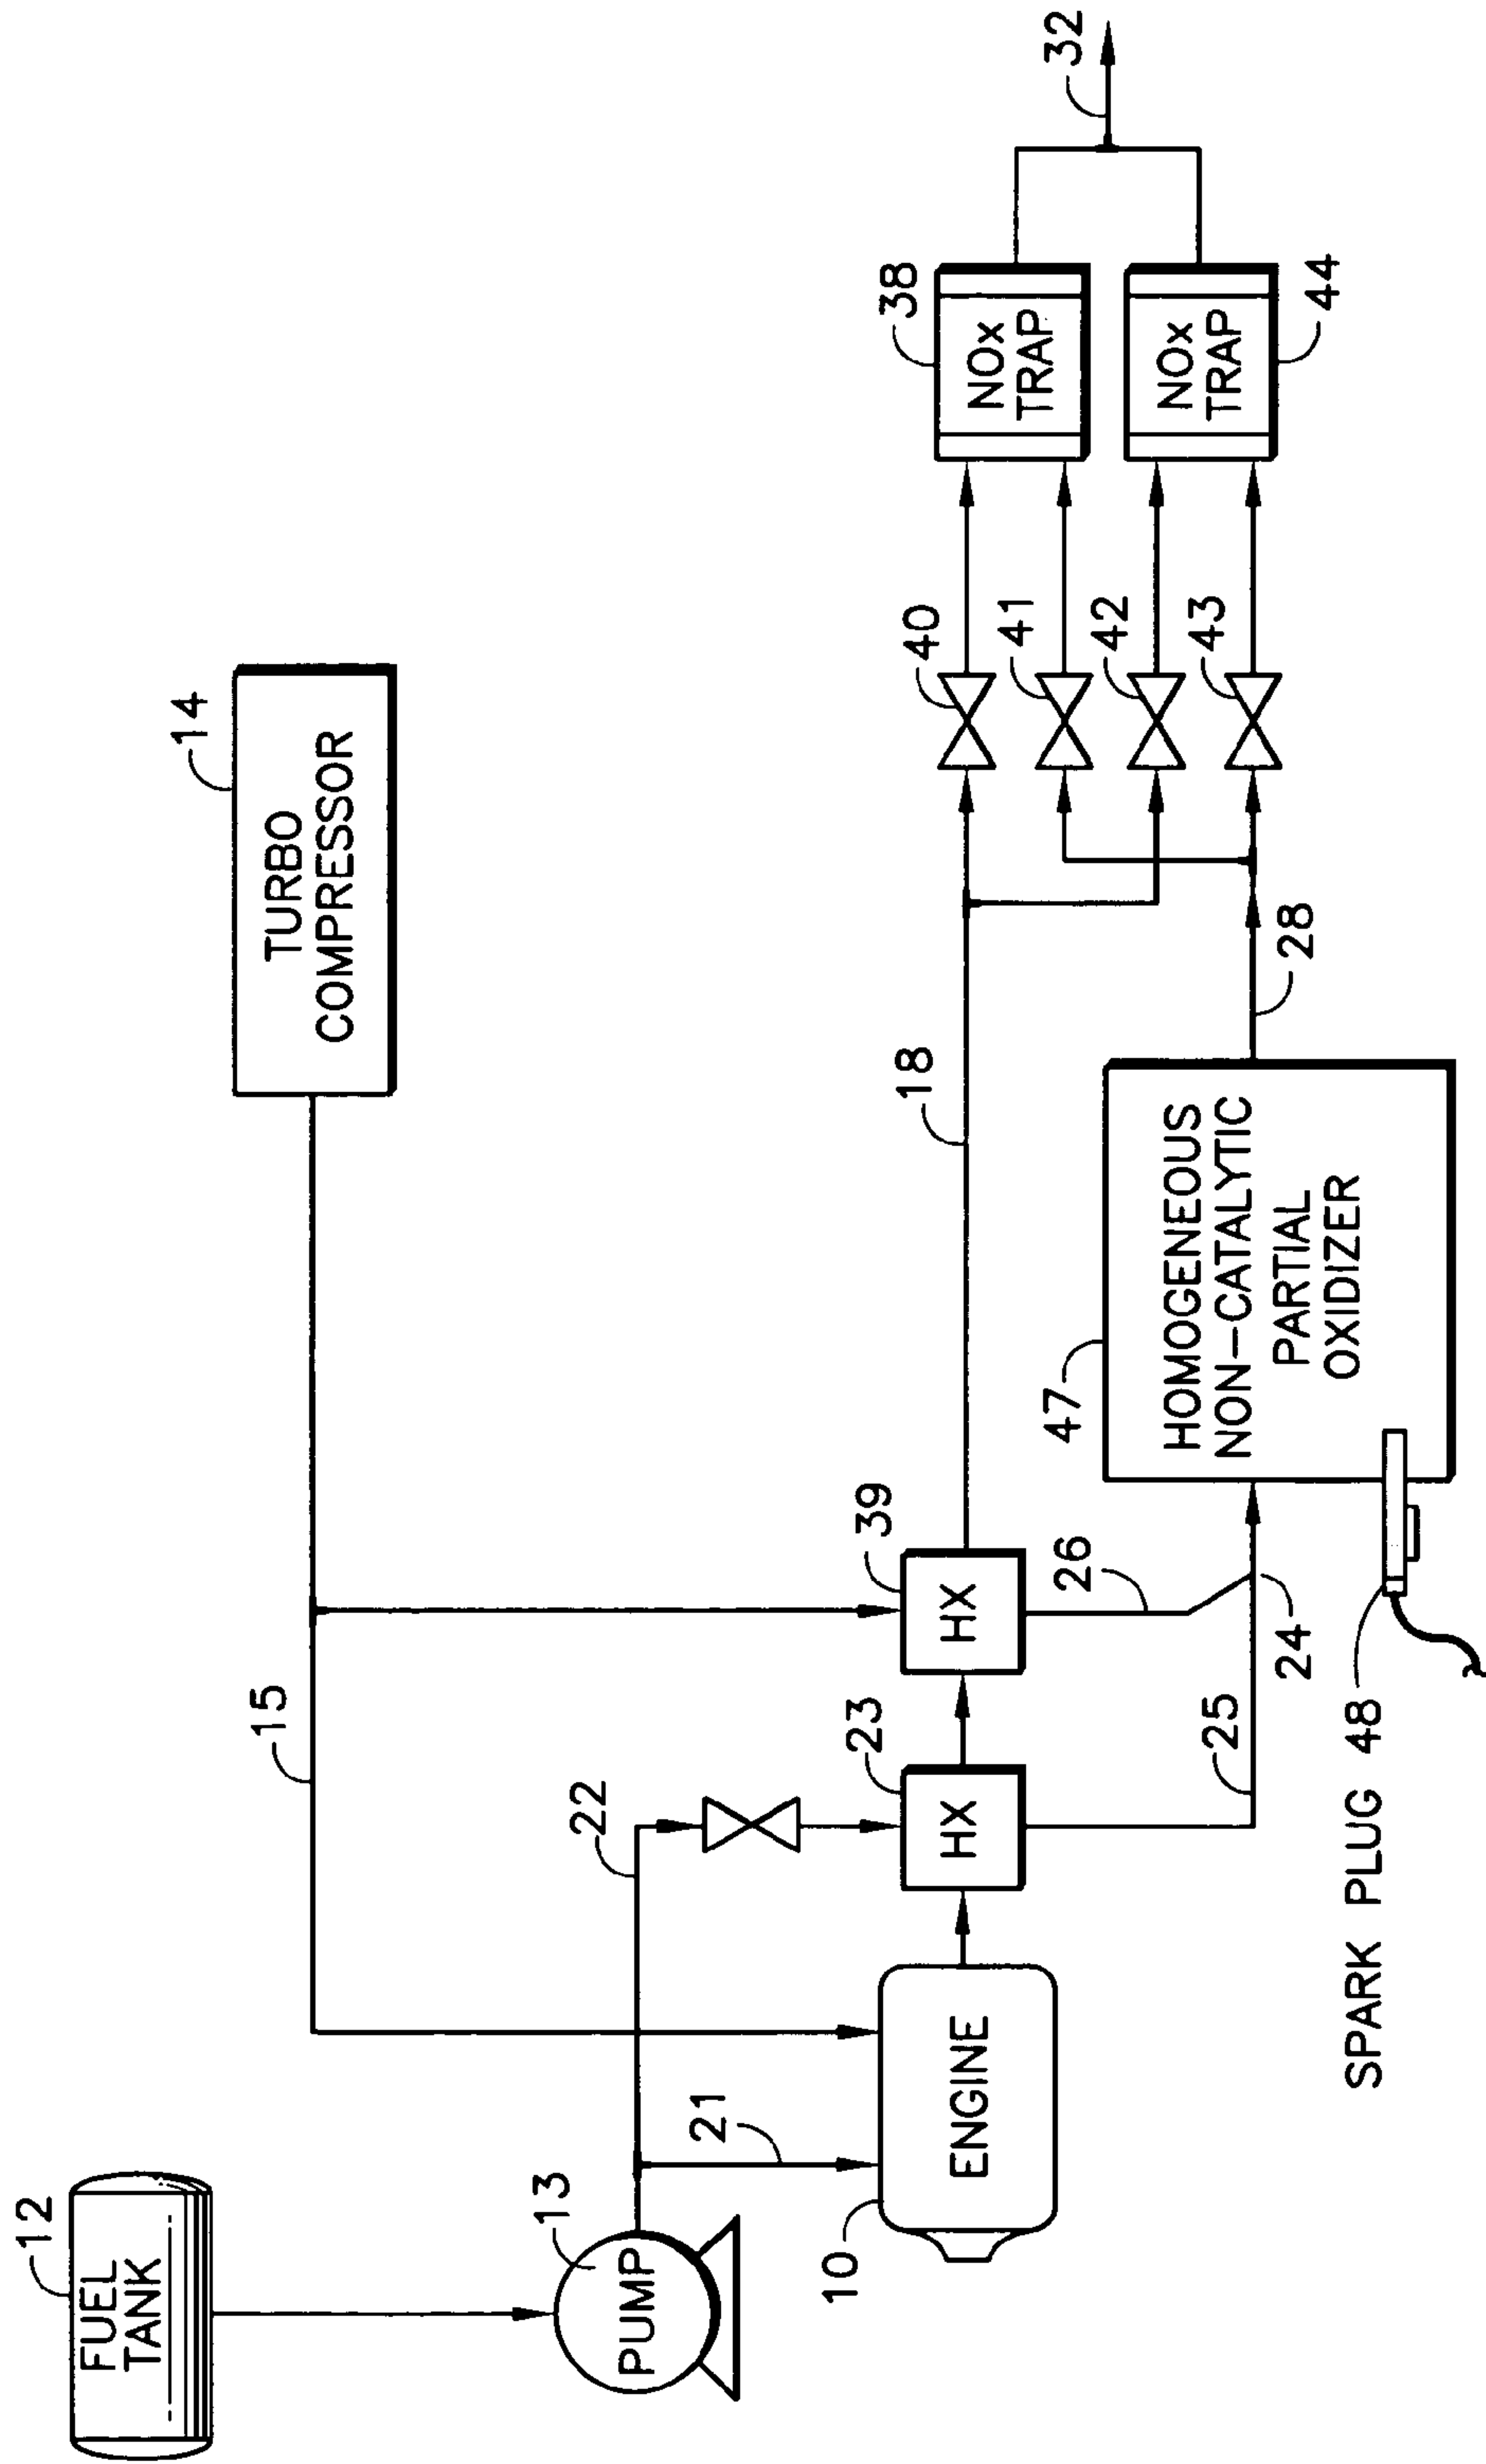 12
FUEL
TANK
13
PUMP
14
TURBO
COMPRESSOR
15
22
21
10
ENGINE
23
HX
39
HX
18
26
25
24
47
HOMOGENEOUS
NON-CATALYTIC
PARTIAL
OXIDIZER
SPARK PLUG 48
28
40
41
42
43
38
NOx
TRAP
NOx
TRAP
44
32